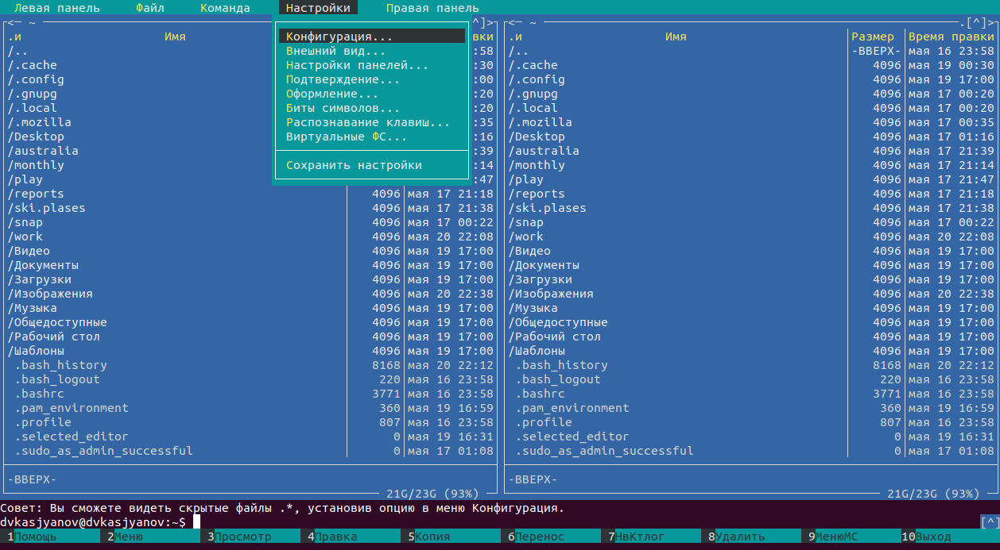 Левая панель Файл Команда Настройки Правая панель
<─ ~ ^]> <─ ~ .[^]>
.и Имя Конфигурация... вки .и Имя Размер Время правки
/.. Внешний вид... :58 /.. -ВВЕРХ- мая 16 23:58
/.cache Настройки панелей... :30 /.cache 4096 мая 19 00:30
/.config Подтверждение... :00 /.config 4096 мая 19 17:00
/.gnupg Оформление... :20 /.gnupg 4096 мая 17 00:20
/.local Биты символов... :20 /.local 4096 мая 17 00:20
/.mozilla Распознавание клавиш... :35 /.mozilla 4096 мая 17 00:35
/Desktop Виртуальные ФС... :16 /Desktop 4096 мая 17 01:16
/australia :39 /australia 4096 мая 17 21:39
/monthly Сохранить настройки :14 /monthly 4096 мая 17 21:14
/play :47 /play 4096 мая 17 21:47
/reports 4096 мая 17 21:18 /reports 4096 мая 17 21:18
/ski.plases 4096 мая 17 21:38 /ski.plases 4096 мая 17 21:38
/snap 4096 мая 17 00:22 /snap 4096 мая 17 00:22
/work 4096 мая 20 22:08 /work 4096 мая 20 22:08
/Видео 4096 мая 19 17:00 /Видео 4096 мая 19 17:00
/Документы 4096 мая 19 17:00 /Документы 4096 мая 19 17:00
/Загрузки 4096 мая 19 17:00 /Загрузки 4096 мая 19 17:00
/Изображения 4096 мая 20 22:38 /Изображения 4096 мая 20 22:38
/Музыка 4096 мая 19 17:00 /Музыка 4096 мая 19 17:00
/Общедоступные 4096 мая 19 17:00 /Общедоступные 4096 мая 19 17:00
/Рабочий стол 4096 мая 19 17:00 /Рабочий стол 4096 мая 19 17:00
/Шаблоны 4096 мая 19 17:00 /Шаблоны 4096 мая 19 17:00
.bash_history 8168 мая 20 22:12 .bash_history 8168 мая 20 22:12
.bash_logout 220 мая 16 23:58 .bash_logout 220 мая 16 23:58
.bashrc 3771 мая 16 23:58 .bashrc 3771 мая 16 23:58
.pam_environment 360 мая 19 16:59 .pam_environment 360 мая 19 16:59
.profile 807 мая 16 23:58 .profile 807 мая 16 23:58
.selected_editor 0 мая 19 16:31 .selected_editor 0 мая 19 16:31
.sudo_as_admin_successful 0 мая 17 01:08 .sudo_as_admin_successful 0 мая 17 01:08
-ВВЕРХ- -ВВЕРХ-
21G/23G (93%) 21G/23G (93%)
Совет: Вы сможете видеть скрытые файлы .*, установив опцию в меню Конфигурация.
dvkasjyanov@dvkasjyanov:~$ [^]
1Помощь 2Меню 3Просмотр 4Правка 5Копия 6Перенос 7НвКтлог 8Удалить 9МенюМС 10Выход